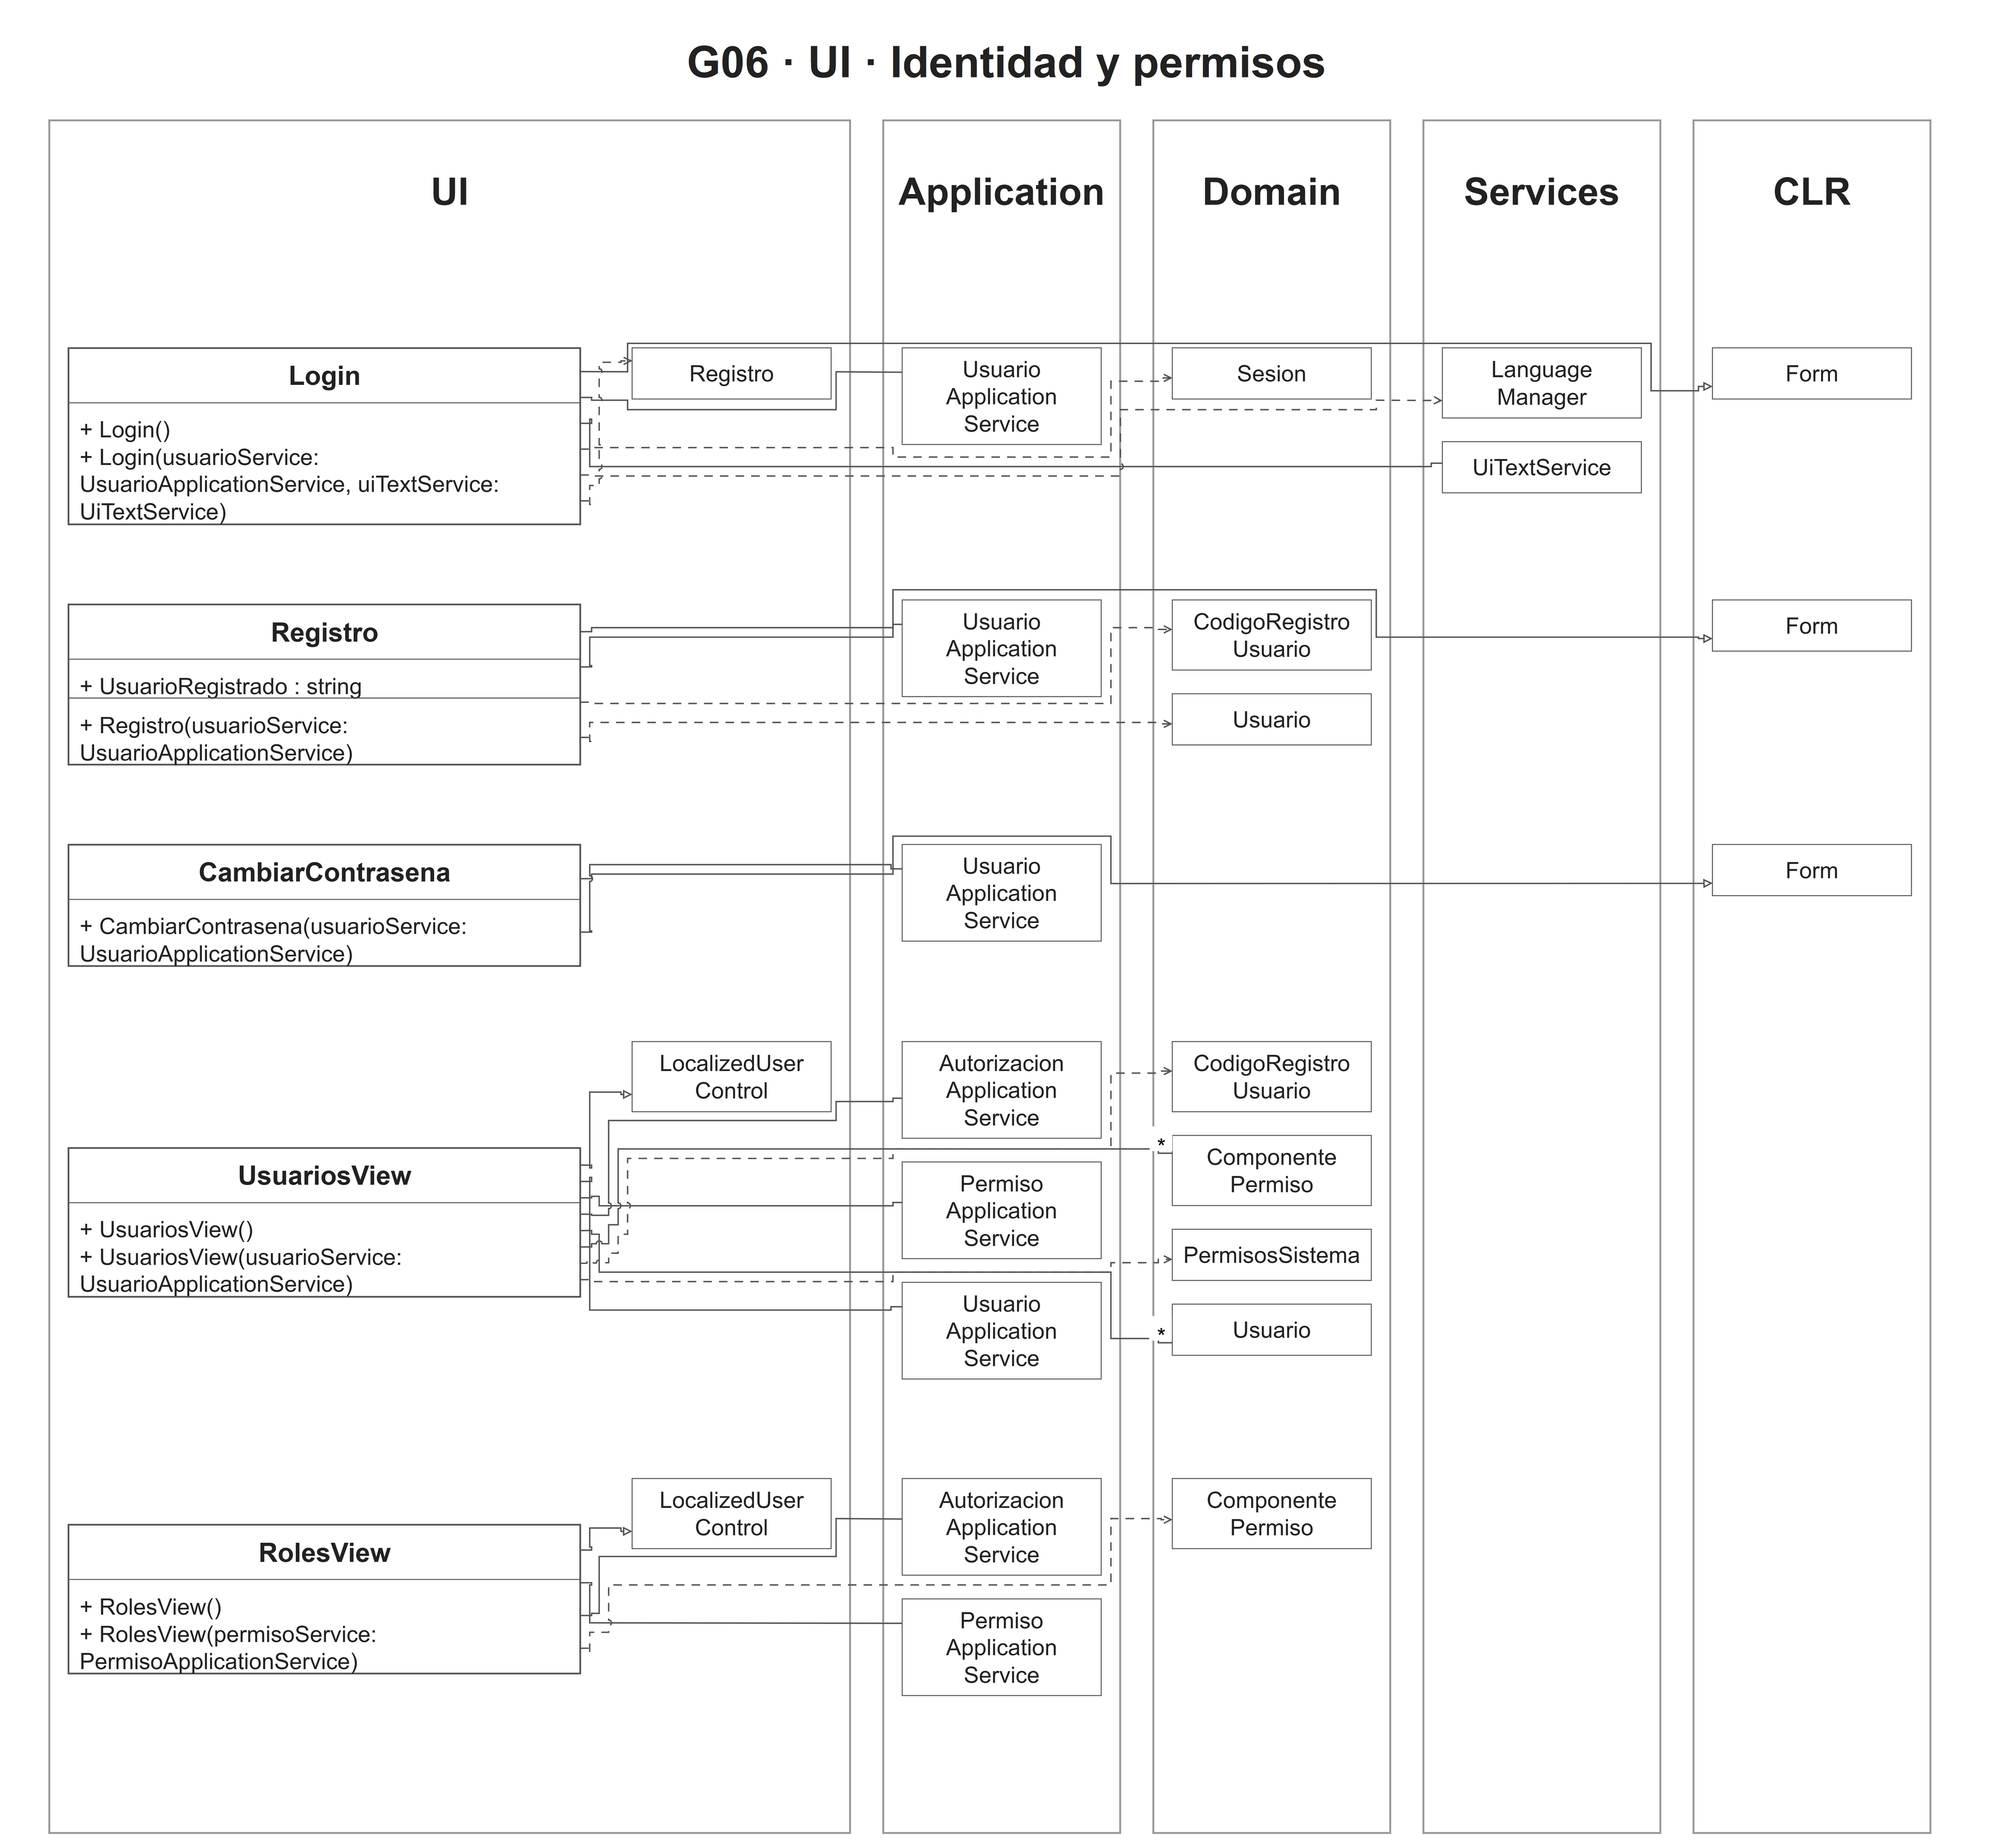 G06 · UI · Identidad y permisos
UI
Application
Domain
Services
CLR
Login
+ Login()
+ Login(usuarioService:
UsuarioApplicationService, uiTextService:
UiTextService)
Registro
Usuario
Application
Service
Sesion
Language
Manager
UiTextService
Form
Registro
+ UsuarioRegistrado : string
+ Registro(usuarioService:
UsuarioApplicationService)
Usuario
Application
Service
CodigoRegistro
Usuario
Usuario
Form
CambiarContrasena
+ CambiarContrasena(usuarioService:
UsuarioApplicationService)
Usuario
Application
Service
Form
UsuariosView
+ UsuariosView()
+ UsuariosView(usuarioService:
UsuarioApplicationService)
LocalizedUser
Control
Autorizacion
Application
Service
Permiso
Application
Service
Usuario
Application
Service
CodigoRegistro
Usuario
*
Componente
Permiso
PermisosSistema
*
Usuario
RolesView
+ RolesView()
+ RolesView(permisoService:
PermisoApplicationService)
LocalizedUser
Control
Autorizacion
Application
Service
Permiso
Application
Service
Componente
Permiso